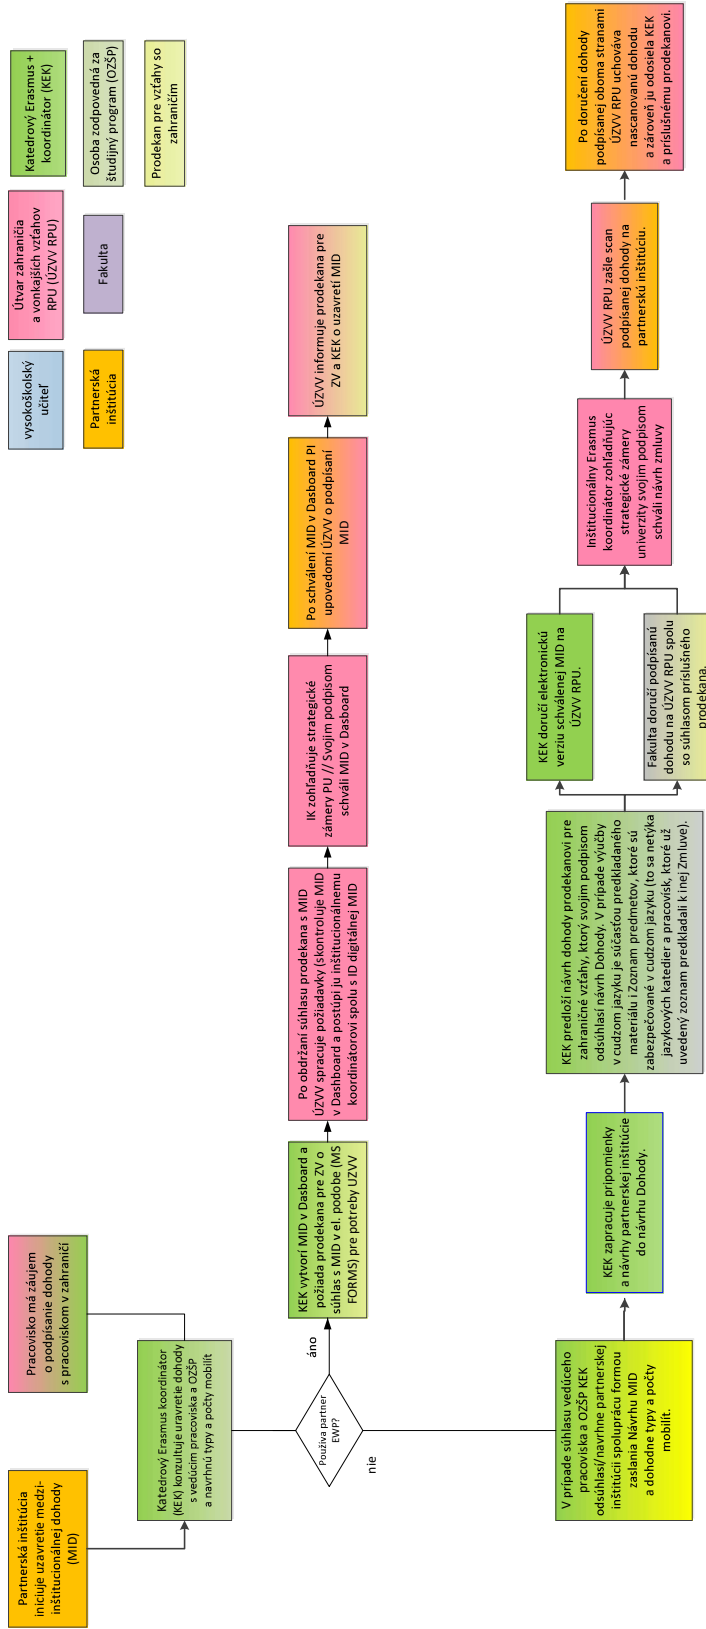 vysokoškolský
učiteľ
Útvar zahraničia
a vonkajších vzťahov
RPU (ÚZVV RPU)
Katedrový Erasmus +
koordinátor (KEK)
Partnerská
inštitúcia
Fakulta
Osoba zodpovedná za
študijný program (OZŠP)
Prodekan pre vzťahy so
zahraničím
Partnerská inštitúcia
iniciuje uzavretie medzi-
inštitucionálnej dohody
(MID)
Pracovisko má záujem
o podpísanie dohody
s pracoviskom v zahraničí
Katedrový Erasmus koordinátor
(KEK) konzultuje uravretie dohody
s vedúcim pracoviska a OZŠP
a navrhnú typy a počty mobilít
Používa partner
EWP?
áno
nie
KEK vytvorí MID v Dasboard a
požiada prodekana pre ZV o
súhlas s MID v el. podobe (MS
FORMS) pre potreby UZVV
Po obdržaní súhlasu prodekana s MID
ÚZVV spracuje požiadavky (skontroluje MID
v Dashboard a postúpi ju inštitucionálnemu
koordinátorovi spolu s ID digitálnej MID
IK zohľadňuje strategické
zámery PU // Svojim podpisom
schváli MID v Dasboard
Po schválení MID v Dasboard PI
upovedomí ÚZVV o podpísaní
MID
ÚZVV informuje prodekana pre
ZV a KEK o uzavretí MID
V prípade súhlasu vedúceho
pracoviska a OZŠP KEK
odsúhlasí/navrhne partnerskej
inštitúcii spoluprácu formou
zaslania Návrhu MID
a dohodne typy a počty
mobilít.
KEK zapracuje pripomienky
a návrhy partnerskej inštitúcie
do návrhu Dohody.
KEK predloží návrh dohody prodekanovi pre
zahraničné vzťahy, ktorý svojim podpisom
odsúhlasí návrh Dohody. V prípade výučby
v cudzom jazyku je súčasťou predkladaného
materiálu i Zoznam predmetov, ktoré sú
zabezpečované v cudzom jazyku (to sa netýka
jazykových katedier a pracovísk, ktoré už
uvedený zoznam predkladali k inej Zmluve).
KEK doručí elektronickú
verziu schválenej MID na
ÚZVV RPU.
Fakulta doručí podpísanú
dohodu na ÚZVV RPU spolu
so súhlasom príslušného
prodekana.
Inštitucionálny Erasmus
koordinátor zohľadňujúc
strategické zámery
univerzity svojim podpisom
schváli návrh zmluvy
ÚZVV RPU zašle scan
podpísanej dohody na
partnerskú inštitúciu.
Po doručení dohody
podpísanej oboma stranami
ÚZVV RPU uchováva
nascanovanú dohodu
a zároveň ju odosiela KEK
a príslušnému prodekanovi.